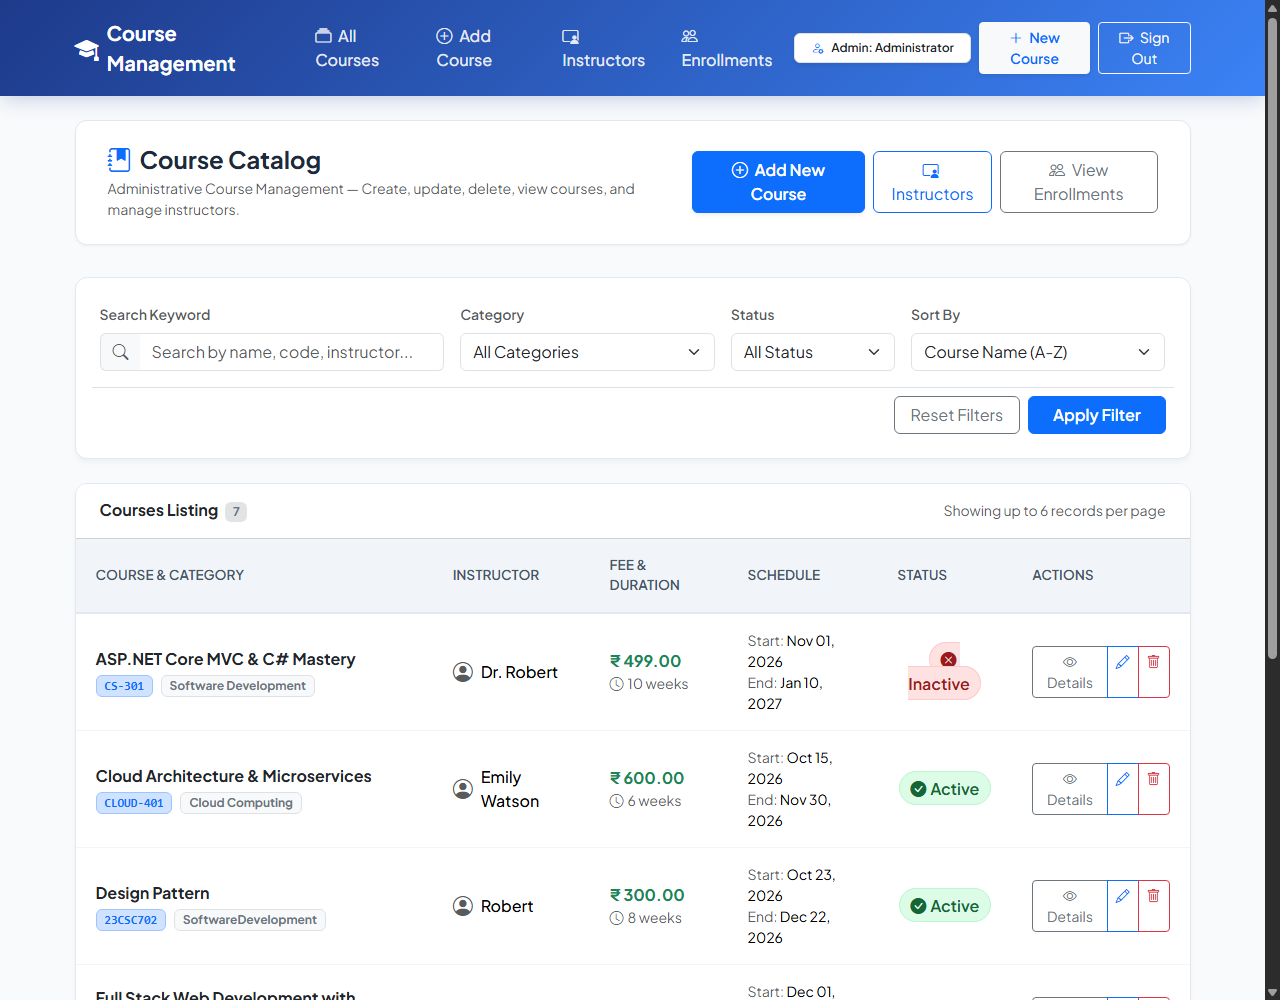 Course
Management
All
Courses
Add
Course
Instructors
Enrollments
Admin: Administrator
New
Course
Sign
Out
Course Catalog
Administrative Course Management — Create, update, delete, view courses, and
manage instructors.
Add New
Course
Instructors
View
Enrollments
Search Keyword
Category
Status
Sort By
Search by name, code, instructor...
All Categories
All Status
Course Name (A-Z)
Reset Filters
Apply Filter
Courses Listing 7
Showing up to 6 records per page
COURSE & CATEGORY
INSTRUCTOR
FEE &
DURATION
SCHEDULE
STATUS
ACTIONS
ASP.NET Core MVC & C# Mastery
CS-301 Software Development
Dr. Robert
₹ 499.00
10 weeks
Start: Nov 01,
2026
End: Jan 10,
2027
Inactive
Details
Cloud Architecture & Microservices
CLOUD-401 Cloud Computing
Emily
Watson
₹ 600.00
6 weeks
Start: Oct 15,
2026
End: Nov 30,
2026
Active
Details
Design Pattern
23CSC702 SoftwareDevelopment
Robert
₹ 300.00
8 weeks
Start: Oct 23,
2026
End: Dec 22,
2026
Active
Details
Full Stack Web Development with
Start: Dec 01,